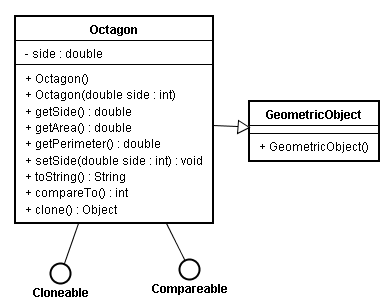 Octagon
- side : double
+ Octagon()
+ Octagon(double side : int)
+ getSide() : double
+ getArea() : double
+ getPerimeter() : double
+ setSide(double side : int) : void
+ toString() : String
+ compareTo() : int
+ clone() : Object
GeometricObject
+ GeometricObject()
Cloneable
Compareable